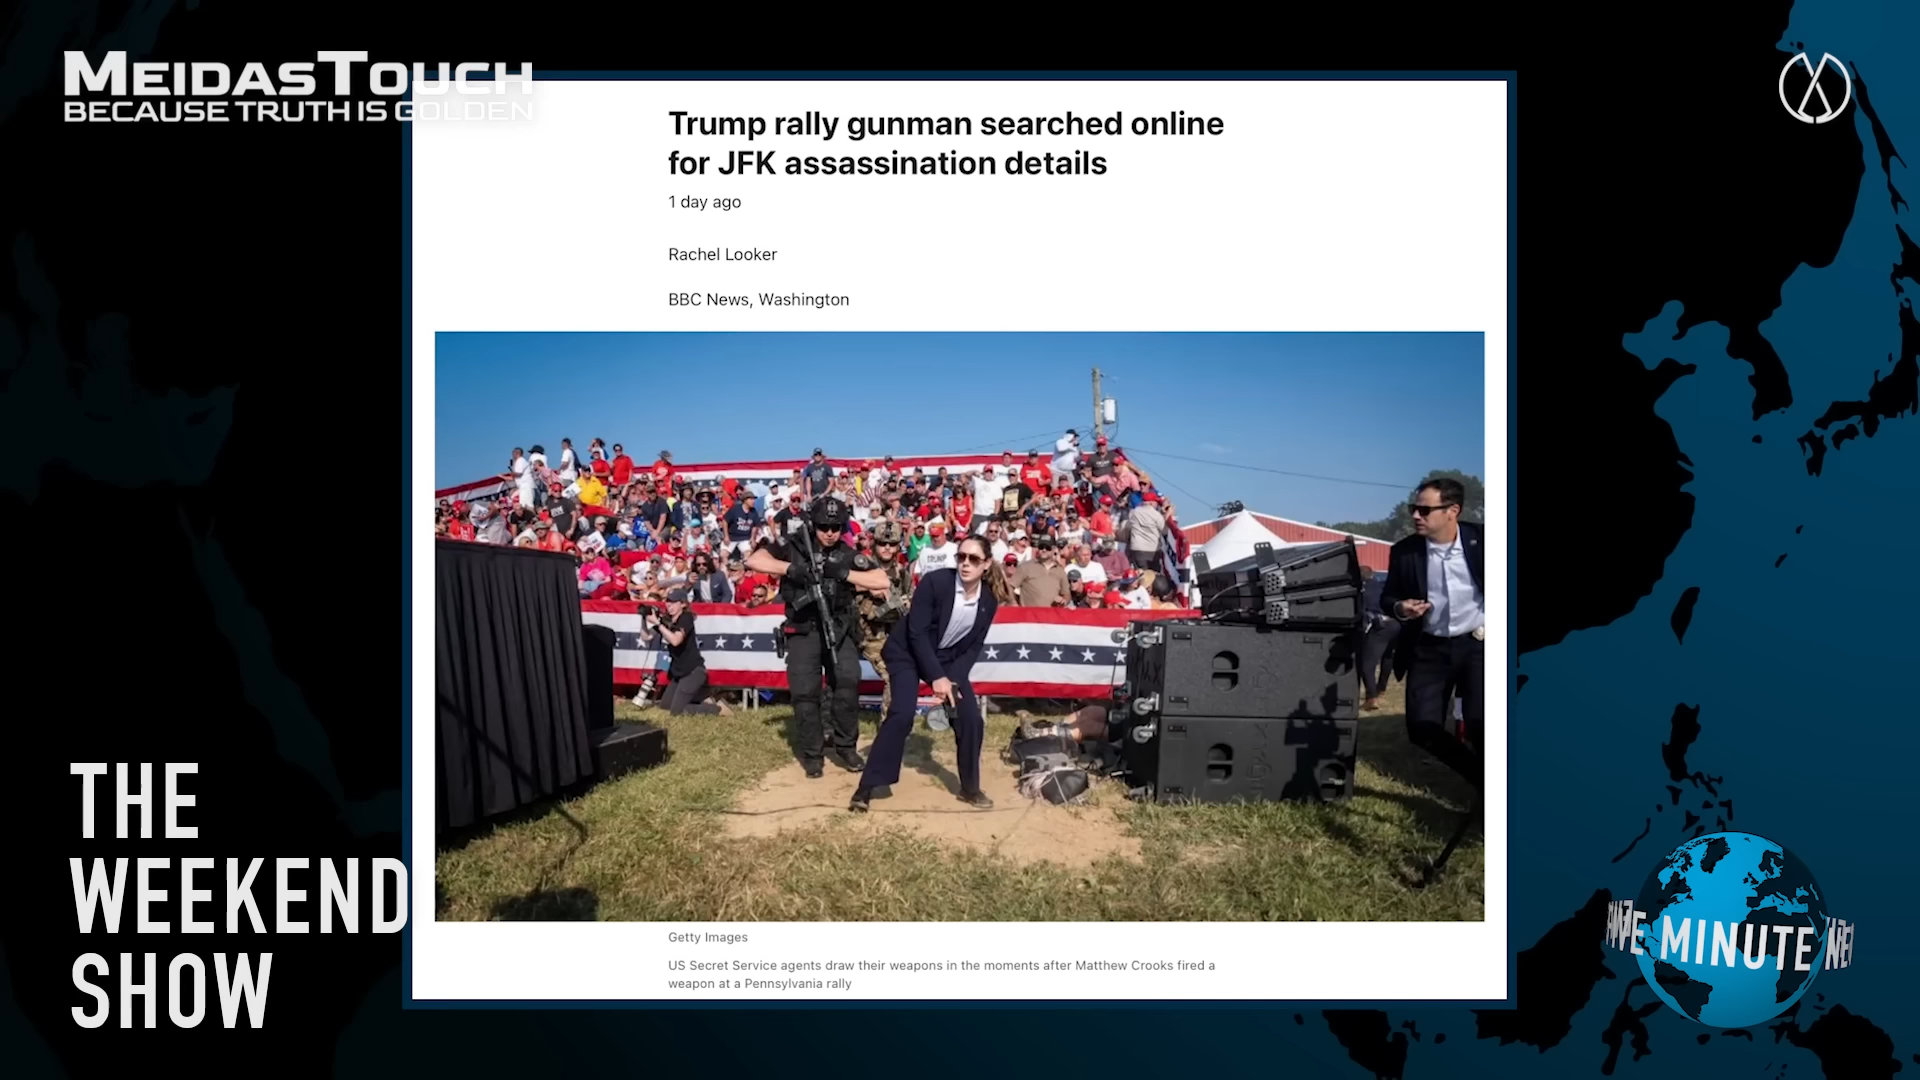 MEIDASTOUCH
BECAUSE TRUTH IS GOLDEN
Trump rally gunman searched online
for JFK assassination details
1 day ago
Rachel Looker
BBC News, Washington
TRUMP
Getty Images
US Secret Service agents draw their weapons in the moments after Matthew Crooks fired a
weapon at a Pennsylvania rally
THE
WEEKEND
SHOW
MINUTE